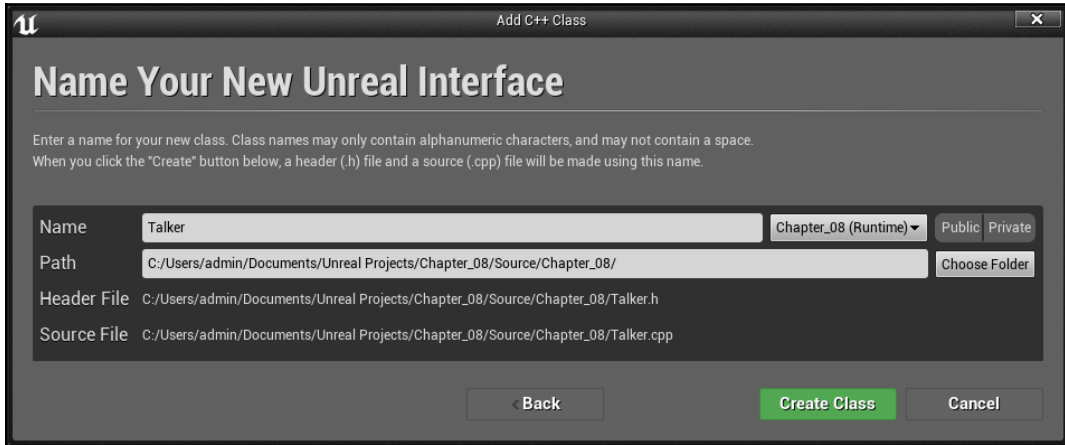 Add C++ Class
Name Your New Unreal Interface
Enter a name for your new class. Class names may only contain alphanumeric characters, and may not contain a space.
When you click the "Create" button below, a header (.h) file and a source (.cpp) file will be made using this name.
Name Talker Chapter_08 (Runtime) Public Private
Path C:/Users/admin/Documents/Unreal Projects/Chapter_08/Source/Chapter_08/ Choose Folder
Header File C:/Users/admin/Documents/Unreal Projects/Chapter_08/Source/Chapter_08/Talker.h
Source File C:/Users/admin/Documents/Unreal Projects/Chapter_08/Source/Chapter_08/Talker.cpp
< Back Create Class Cancel